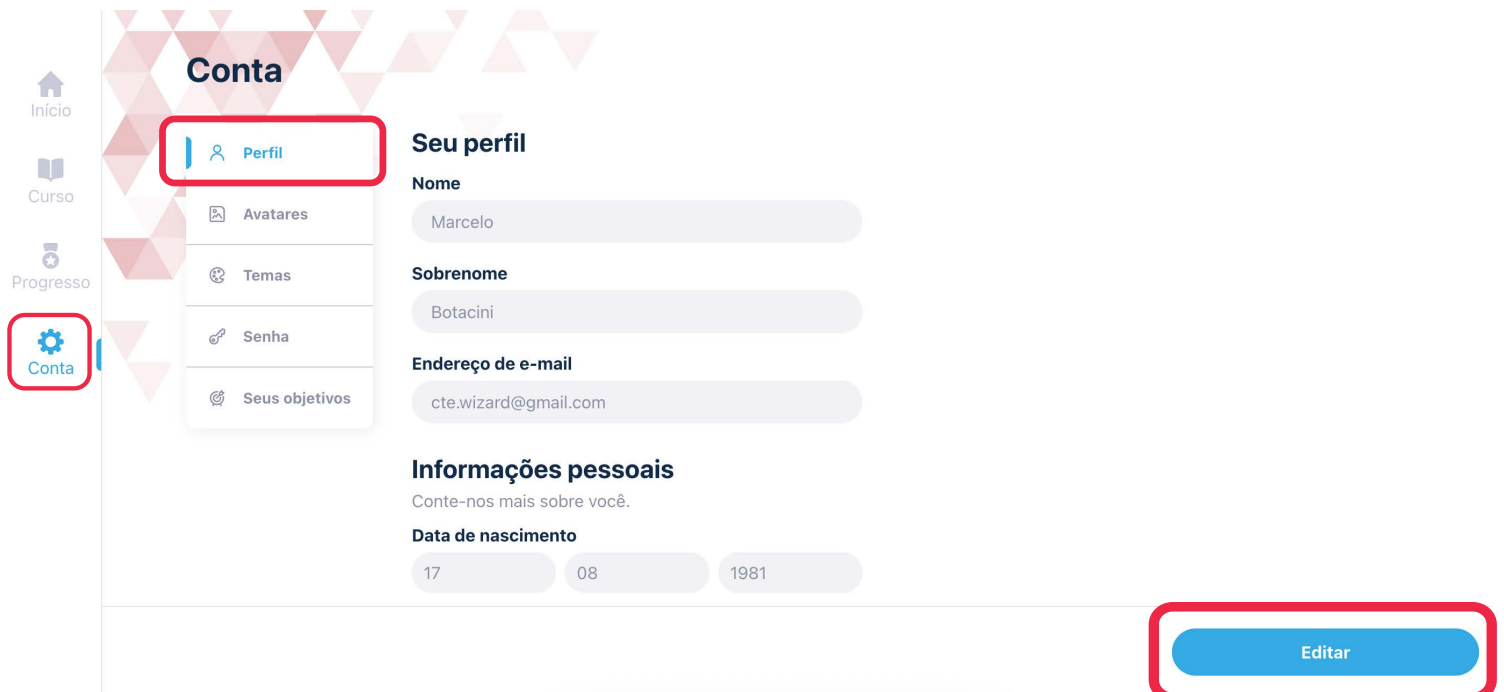 Início
Curso
Progresso
Conta
Conta
Perfil
Avatares
Temas
Senha
Seus objetivos
Seu perfil
Nome
Marcelo
Sobrenome
Botacini
Endereço de e-mail
cte.wizard@gmail.com
Informações pessoais
Conte-nos mais sobre você.
Data de nascimento
17 08 1981
Editar